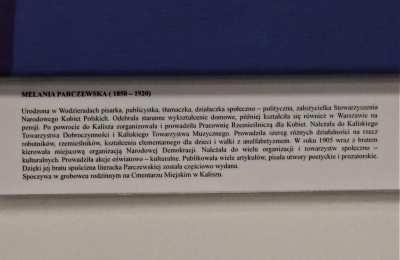 MELANIA PARCZEWSKA ( 1850 – 1920)
Urodzona w Wodzieradach pisarka, publicystka, tłumaczka, działaczka społeczno – polityczna, założycielka Stowarzyszenia
Narodowego Kobiet Polskich. Odebrała staranne wykształcenie domowe, później kształciła się również w Warszawie na
pensji. Po powrocie do Kalisza zorganizowała i prowadziła Pracownię Rzemieślniczą dla Kobiet. Należała do Kaliskiego
Towarzystwa Dobroczynności i Kaliskiego Towarzystwa Muzycznego. Prowadziła szereg różnych działalności na rzecz
robotników, rzemieślników, kształcenia elementarnego dla dzieci i walki z analfabetyzmem. W roku 1905 wraz z bratem
kierowała miejscową organizacją Narodowej Demokracji. Należała do wielu organizacji i towarzystw społeczno –
kulturalnych. Prowadziła akcje oświatowo – kulturalne. Publikowała wiele artykułów, pisała utwory poetyckie i prozatorskie.
Dzięki jej bratu spuścizna literacka Parczewskiej została częściowo wydana.
Spoczywa w grobowcu rodzinnym na Cmentarzu Miejskim w Kaliszu.